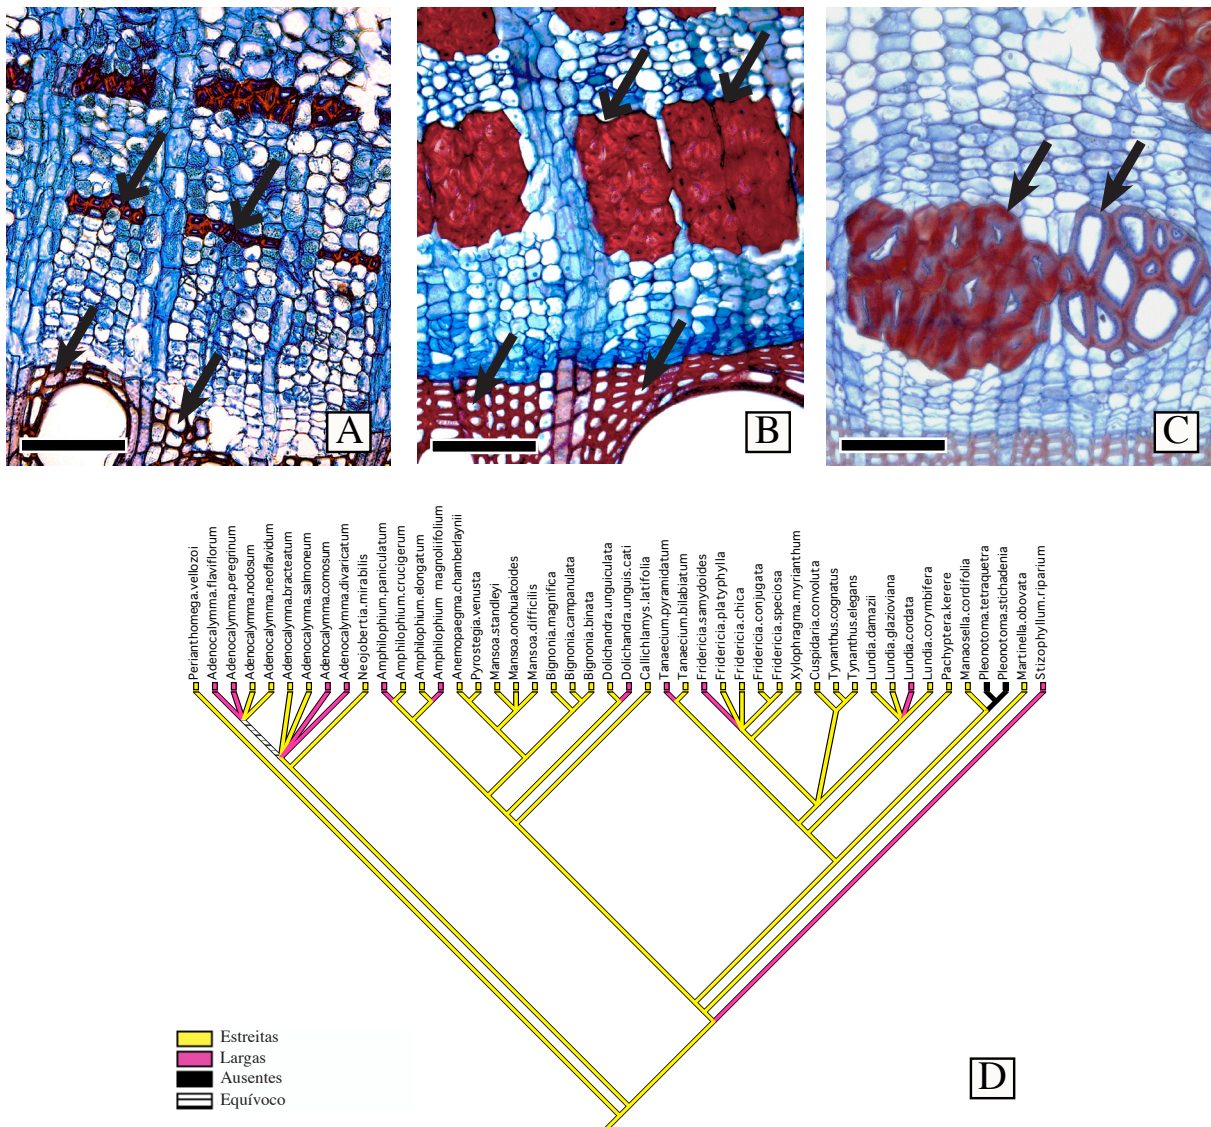 A
B
C
Perianthomega.vellozoi
Adenocalymma.flaviflorum
Adenocalymma.peregrinum
Adenocalymma.nodosum
Adenocalymma.neoflavidum
Adenocalymma.bracteatum
Adenocalymna.salmoneum
Adenocalymma.comosum
Adenocalymma.divaricatum
Neojobertia.mirabilis
Amphilophium.paniculatum
Amphilophium.crucigerum
Amphilophium.elongatum
Amphilophium magnoliifolium
Anemopaegma.chamberlaynii
Pyrostegia.venusta
Mansoa.standleyi
Mansoa.onohualcoides
Mansoa.difficilis
Bignonia.magnifica
Bignonia.campanulata
Bignonia.binata
Dolichandra.unguiculata
Dolichandra.unguis.cati
Callichlamys.latifolia
Tanaecium.pyramidatum
Tanaecium.bilabiatum
Fridericia.samydoides
Fridericia.platyphylla
Fridericia.chica
Fridericia.conjugata
Fridericia.speciosa
Xylophragma.myrianthum
Cuspidaria.convoluta
Tynanthus.cognatus
Tynanthus.elegans
Lundia.damazii
Lundia.glazioviana
Lundia.cordata
Lundia.corymbifera
Pachyptera.kerere
Manaosella.cordifolia
Pleonotoma.tetraquetra
Pleonotoma.stichadenia
Martinella.obovata
Stizophyllum.riparium
Estreitas
Largas
Ausentes
Equívoco
D